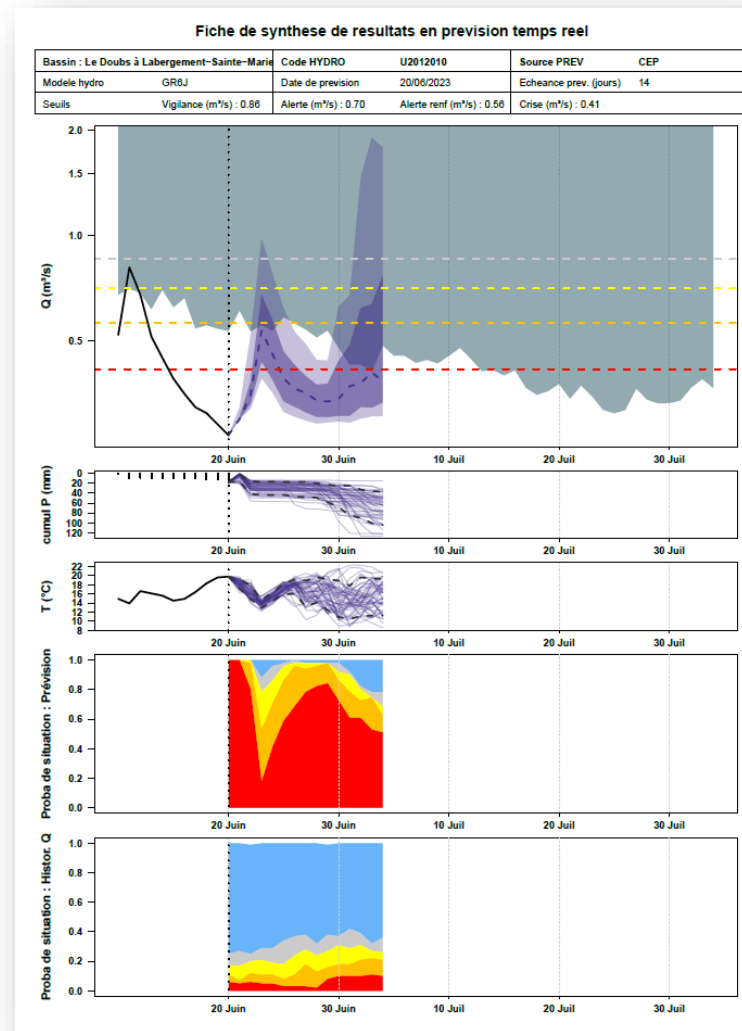 Fiche de synthese de resultats en prevision temps reel
Bassin : Le Doubs à Labergement−Sainte−Marie Code HYDRO U2012010 Source PREV CEP
Modele hydro GR6J Date de prevision 20/06/2023 Echeance prev. (jours) 14
Seuils Vigilance (m³/s) : 0.86 Alerte (m³/s) : 0.70 Alerte renf (m³/s) : 0.56 Crise (m³/s) : 0.41
Q (m³/s)
2.0
1.5
1.0
0.5
20 Juin 30 Juin 10 Juil 20 Juil 30 Juil
cumul P (mm)
0
20
40
60
80
100
120
20 Juin 30 Juin 10 Juil 20 Juil 30 Juil
T (°C)
22
20
18
16
14
12
10
8
20 Juin 30 Juin 10 Juil 20 Juil 30 Juil
Proba de situation : Prévision
1.0
0.8
0.6
0.4
0.2
0.0
20 Juin 30 Juin 10 Juil 20 Juil 30 Juil
Proba de situation : Histor. Q
1.0
0.8
0.6
0.4
0.2
0.0
20 Juin 30 Juin 10 Juil 20 Juil 30 Juil